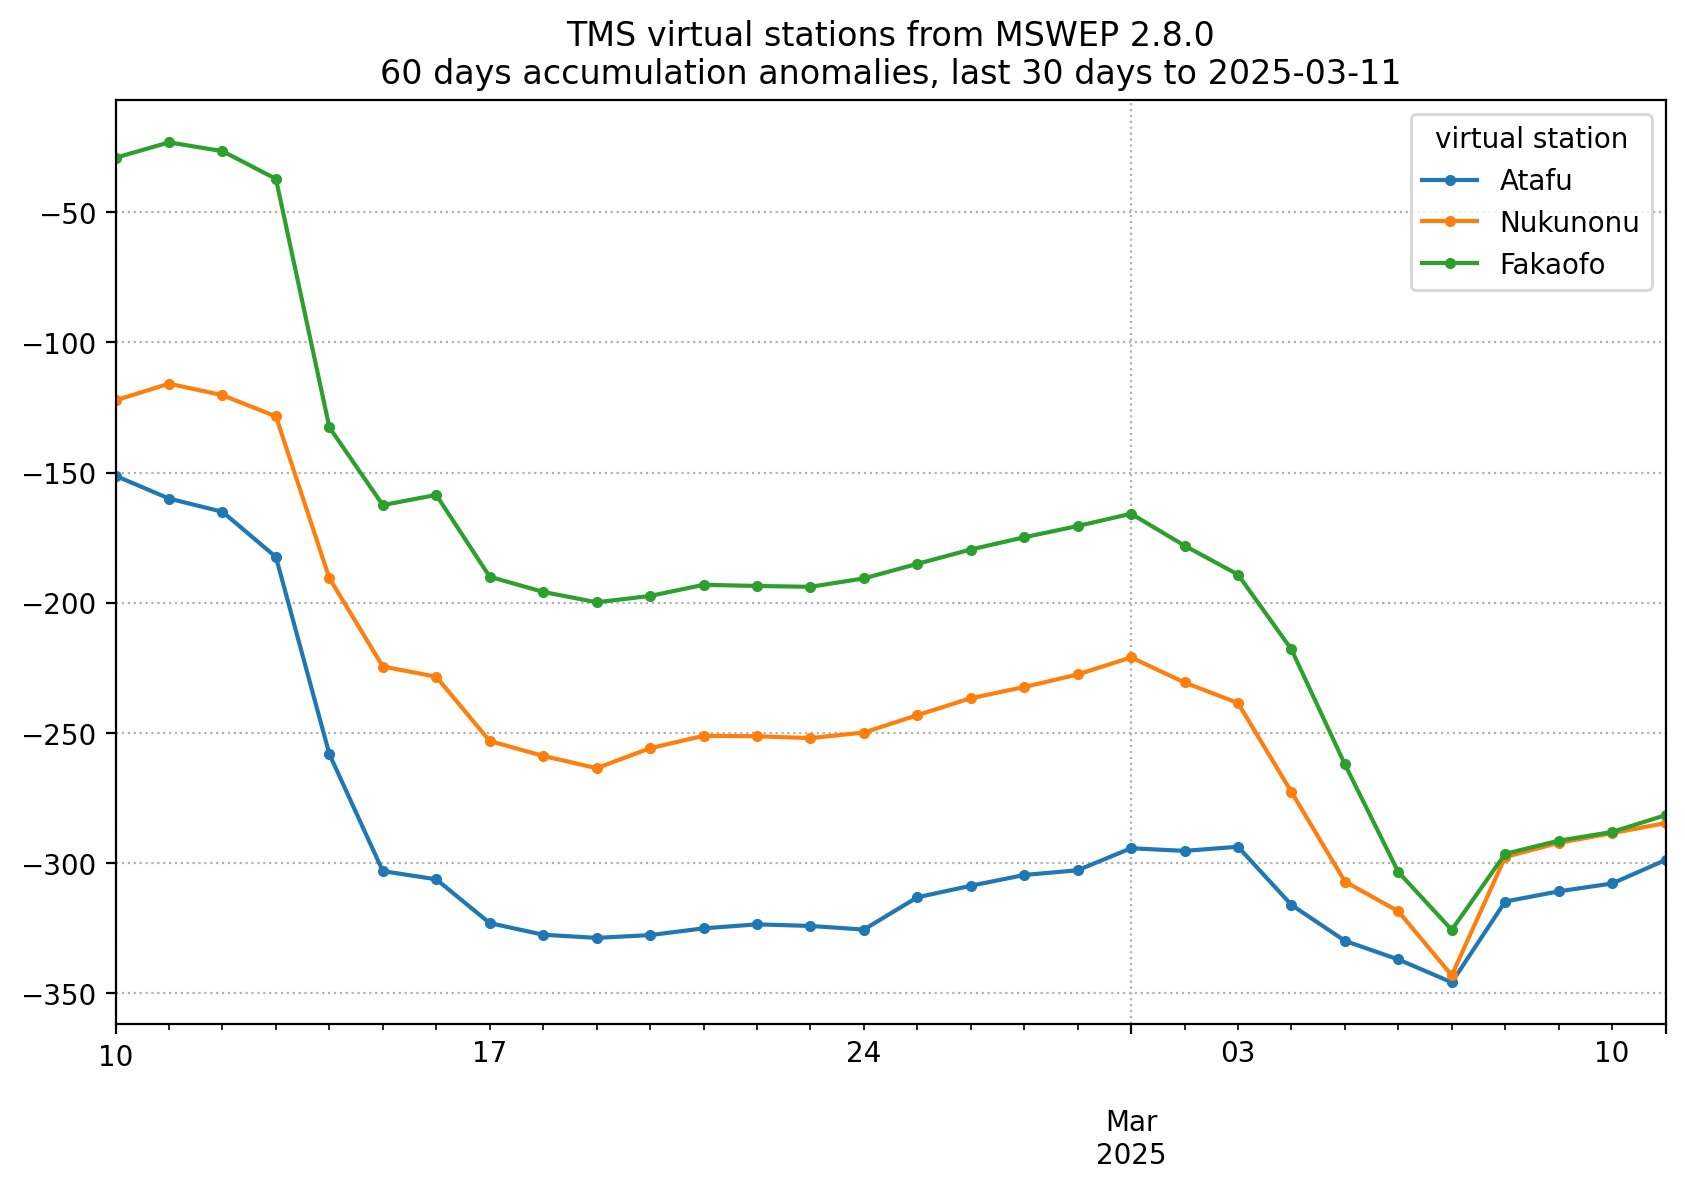 TMS virtual stations from MSWEP 2.8.0
60 days accumulation anomalies, last 30 days to 2025-03-11
virtual station
Atafu
Nukunonu
Fakaofo
−50
−100
−150
−200
−250
−300
−350
10 17 24 03 10
Mar
2025